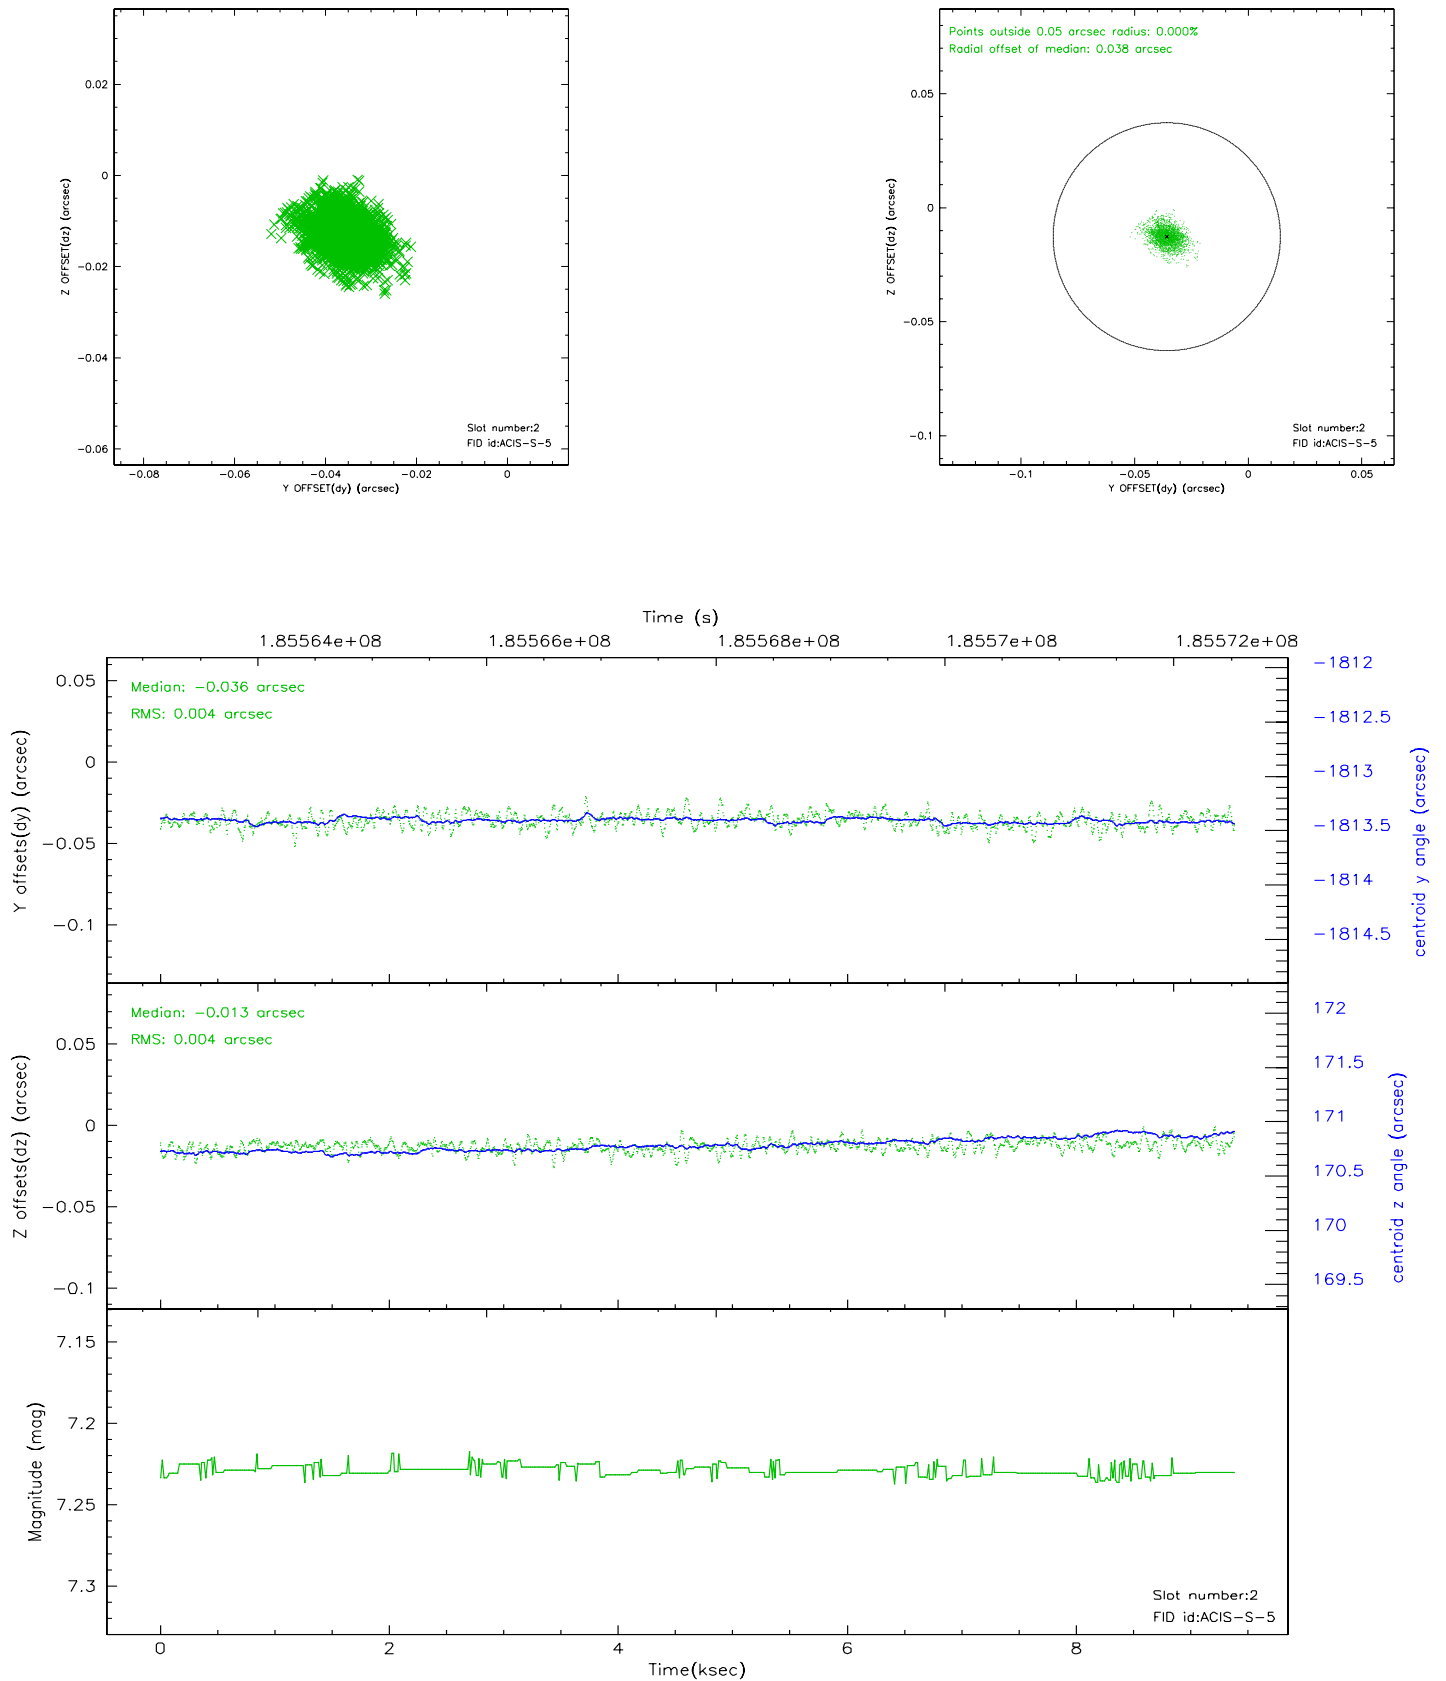 0.02
0
-0.02
-0.04
-0.06
Z OFFSET(dz) (arcsec)
Slot number:2
FID id:ACIS-S-5
-0.08 -0.06 -0.04 -0.02 0
Y OFFSET(dy) (arcsec)
Points outside 0.05 arcsec radius: 0.000%
Radial offset of median: 0.038 arcsec
0.05
0
-0.05
-0.1
Z OFFSET(dz) (arcsec)
Slot number:2
FID id:ACIS-S-5
-0.1 -0.05 0 0.05
Y OFFSET(dy) (arcsec)
Time (s)
1.85564e+08 1.85566e+08 1.85568e+08 1.8557e+08 1.85572e+08
Median: -0.036 arcsec
RMS: 0.004 arcsec
0.05
0
-0.05
-0.1
Y offsets(dy) (arcsec)
-1812
-1812.5
-1813
-1813.5
-1814
-1814.5
centroid y angle (arcsec)
Median: -0.013 arcsec
RMS: 0.004 arcsec
0.05
0
-0.05
-0.1
Z offsets(dz) (arcsec)
172
171.5
171
170.5
170
169.5
centroid z angle (arcsec)
7.15
7.2
7.25
7.3
Magnitude (mag)
Slot number:2
FID id:ACIS-S-5
0 2 4 6 8
Time(ksec)